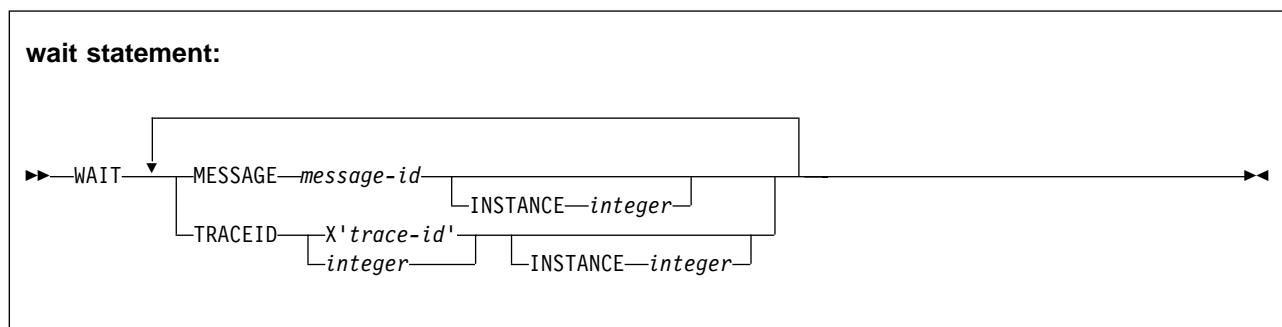 wait statement:
WAIT MESSAGE message-id
INSTANCE integer
TRACEID X'trace-id'
integer INSTANCE integer